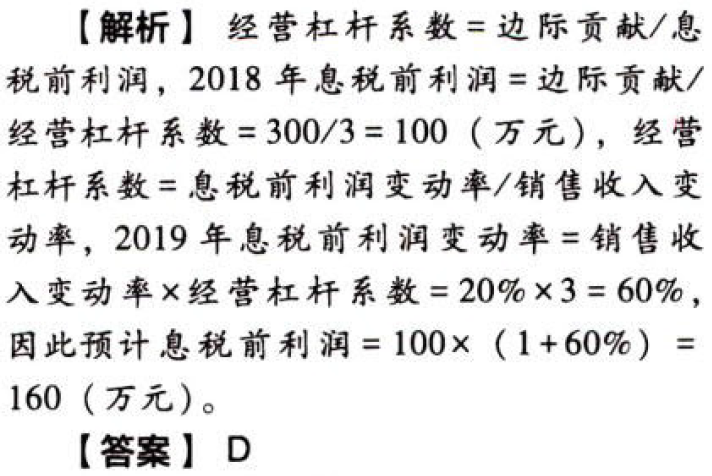 【解析】 经营杠杆系数=边际贡献/息
税前利润，2018 年息税前利润=边际贡献/
经营杠杆系数=300/3=100（万元），经营
杠杆系数=息税前利润变动率/销售收入变
动率，2019 年息税前利润变动率=销售收
入变动率×经营杠杆系数=20%×3=60%，
因此预计息税前利润=100×（1+60%）=
160（万元）。
【答案】 D